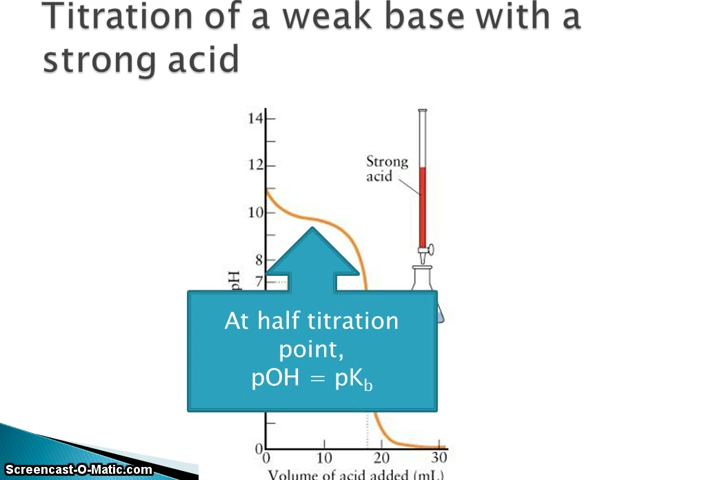 Titration of a weak base with a
strong acid
14
12
10
8
7
pH
Strong
acid
At half titration
point,
pOH = pKb
0
0
10
20
30
Volume of acid added (mL)
Screencast-O-Matic.com